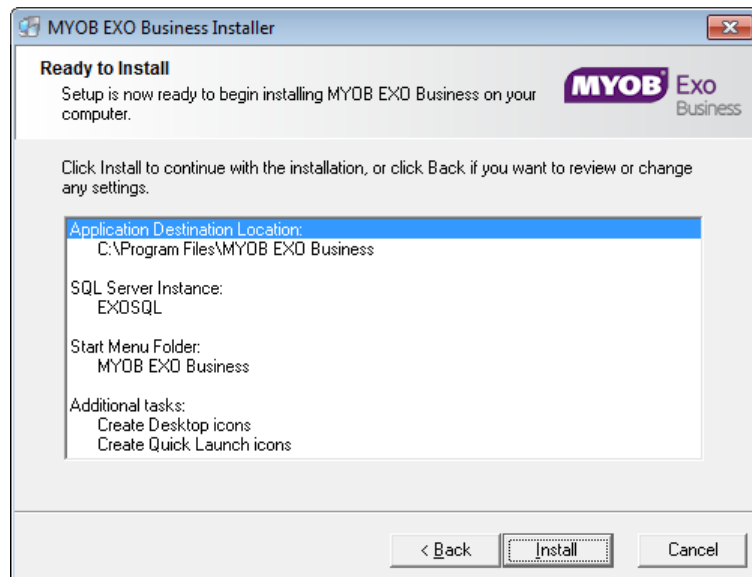 MYOB EXO Business Installer
Ready to Install
Setup is now ready to begin installing MYOB EXO Business on your
computer.
MYOB Exo
Business
Click Install to continue with the installation, or click Back if you want to review or change
any settings.
Application Destination Location:
C:\Program Files\MYOB EXO Business
SQL Server Instance:
EXOSQL
Start Menu Folder:
MYOB EXO Business
Additional tasks:
Create Desktop icons
Create Quick Launch icons
< Back
Install
Cancel